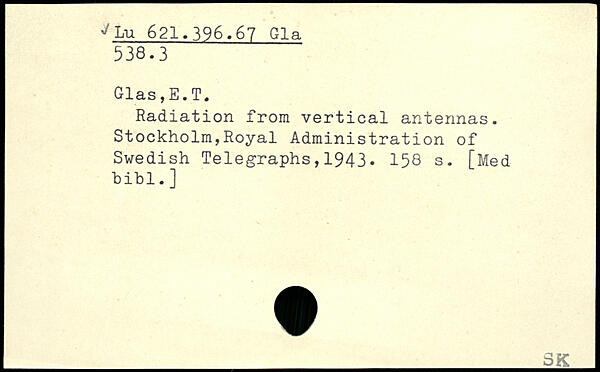 ✓ Lu 621.396.67 Gla
538.3
Glas,E.T.
Radiation from vertical antennas.
Stockholm,Royal Administration of
Swedish Telegraphs,1943. 158 s. [Med
bibl.]
SK